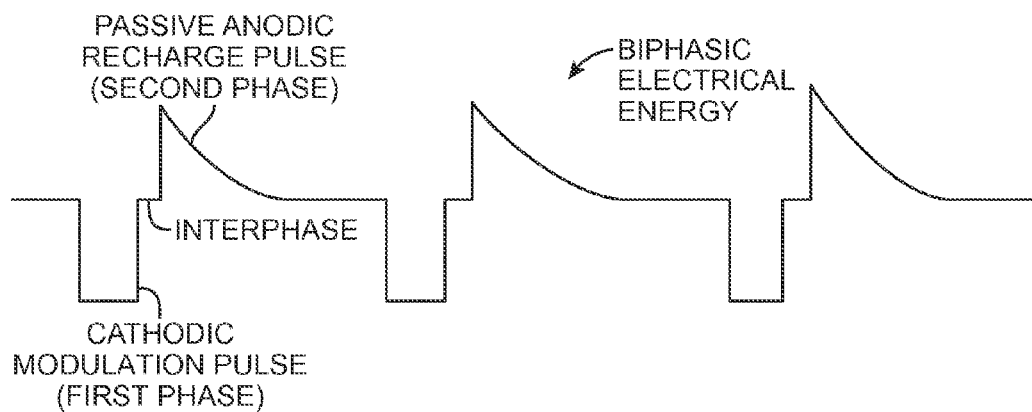 PASSIVE ANODIC
RECHARGE PULSE
(SECOND PHASE)
BIPHASIC
ELECTRICAL
ENERGY
INTERPHASE
CATHODIC
MODULATION PULSE
(FIRST PHASE)